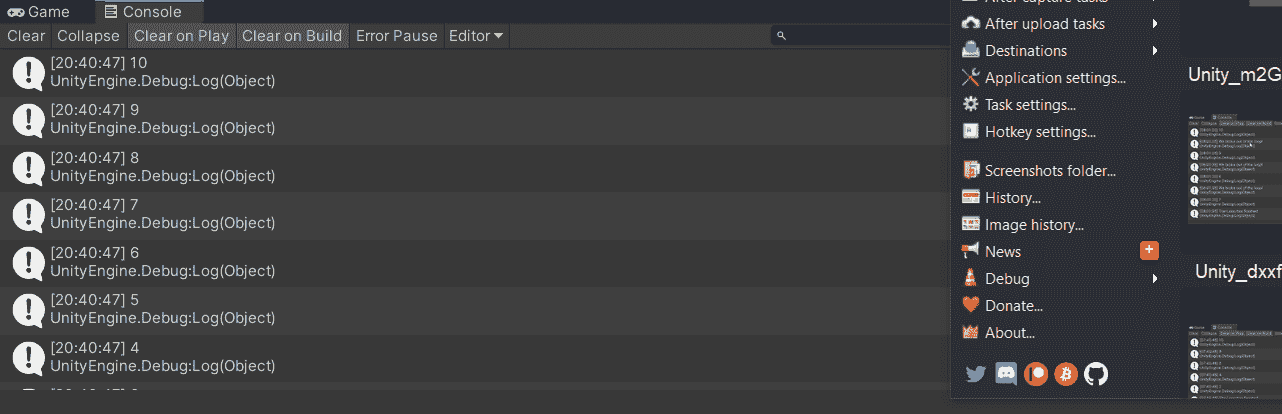 Game
Console
Clear Collapse Clear on Play Clear on Build Error Pause Editor
[20:40:47] 10
UnityEngine.Debug:Log(Object)
[20:40:47] 9
UnityEngine.Debug:Log(Object)
[20:40:47] 8
UnityEngine.Debug:Log(Object)
[20:40:47] 7
UnityEngine.Debug:Log(Object)
[20:40:47] 6
UnityEngine.Debug:Log(Object)
[20:40:47] 5
UnityEngine.Debug:Log(Object)
[20:40:47] 4
UnityEngine.Debug:Log(Object)
After capture tasks
After upload tasks
Destinations
Application settings...
Task settings...
Hotkey settings...
Screenshots folder...
History...
Image history...
News
Debug
Donate...
About...
Unity_m2G
Unity_dxxf